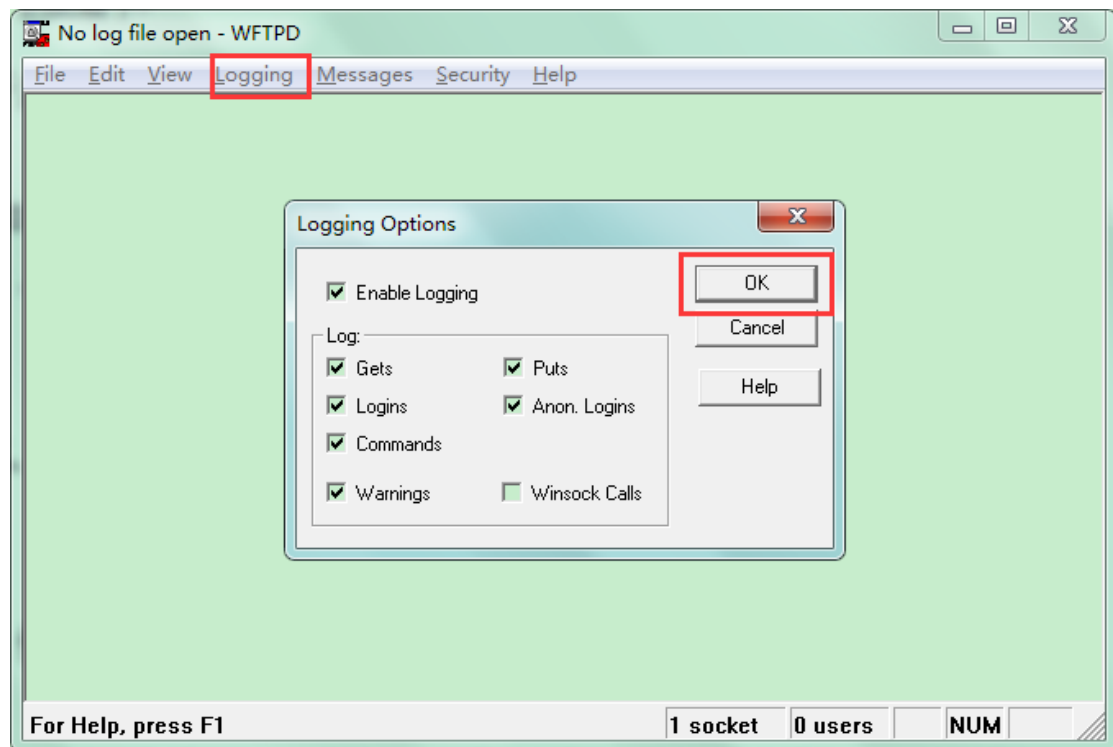 No log file open - WFTPD
File Edit View Logging Messages Security Help
Logging Options
Enable Logging
OK
Log:
Cancel
Gets Puts
Help
Logins Anon. Logins
Commands
Warnings Winsock Calls
For Help, press F1 1 socket 0 users NUM